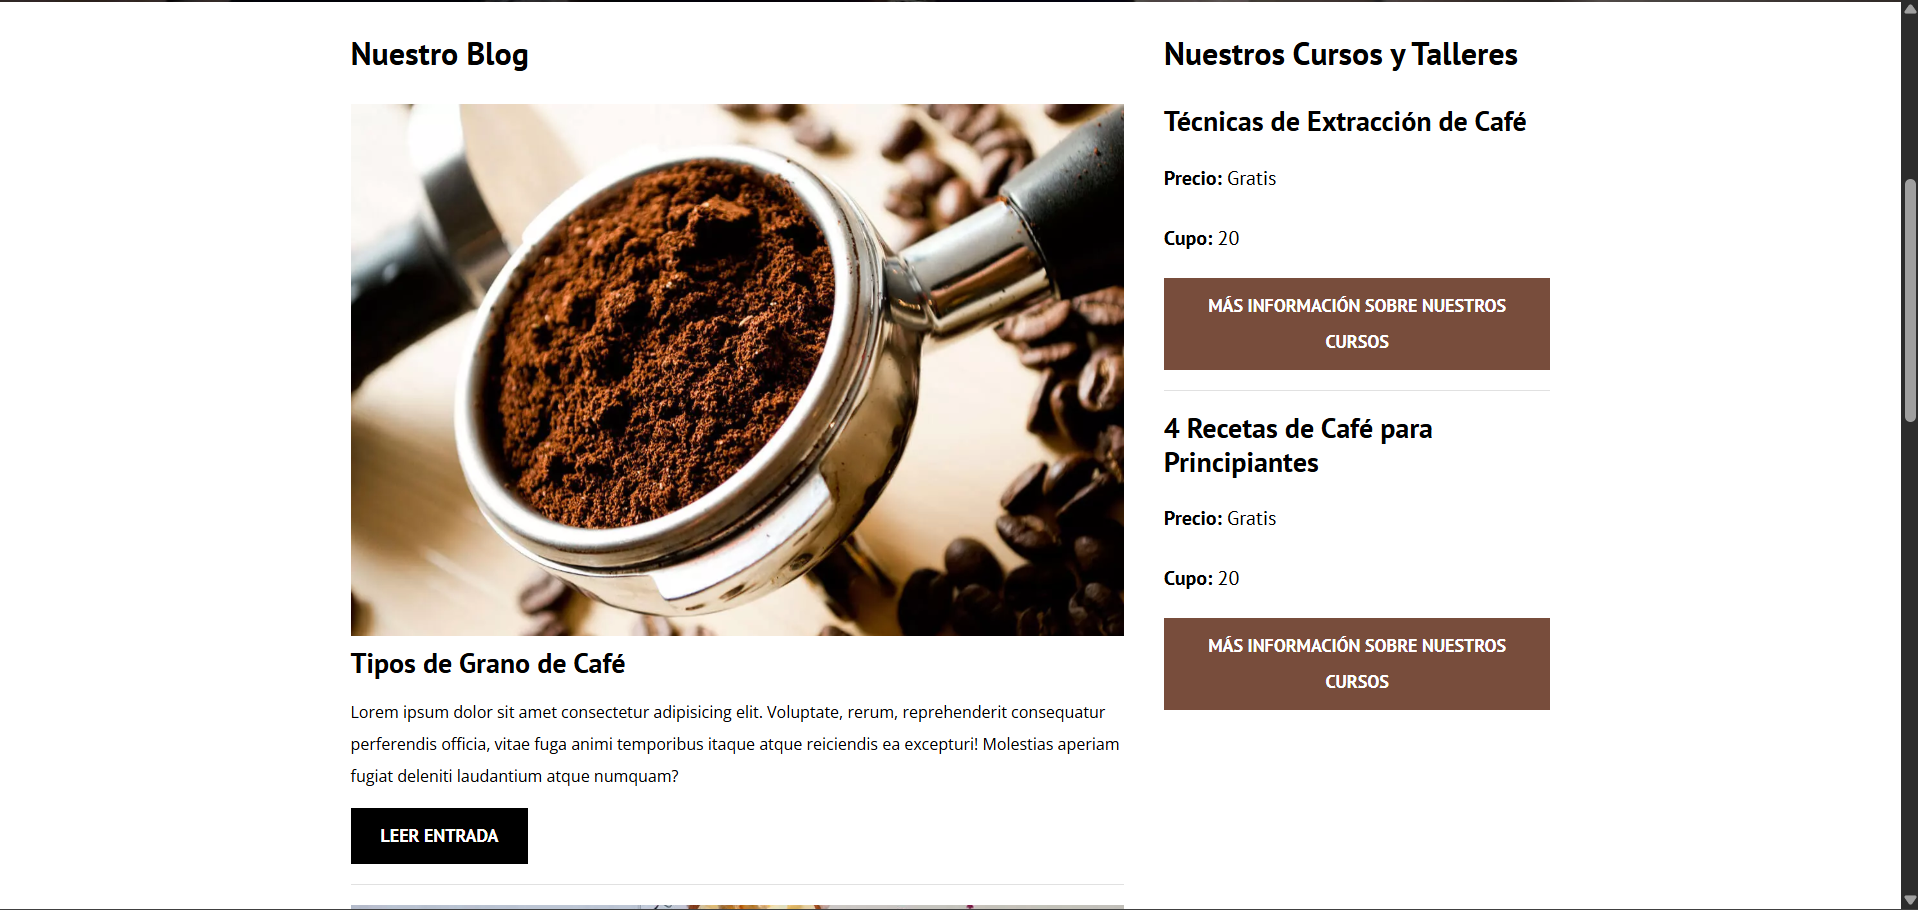 Nuestro Blog
Tipos de Grano de Café
Lorem ipsum dolor sit amet consectetur adipisicing elit. Voluptate, rerum, reprehenderit consequatur
perferendis officia, vitae fuga animi temporibus itaque atque reiciendis ea excepturi! Molestias aperiam
fugiat deleniti laudantium atque numquam?
LEER ENTRADA
Nuestros Cursos y Talleres
Técnicas de Extracción de Café
Precio: Gratis
Cupo: 20
MÁS INFORMACIÓN SOBRE NUESTROS
CURSOS
4 Recetas de Café para
Principiantes
Precio: Gratis
Cupo: 20
MÁS INFORMACIÓN SOBRE NUESTROS
CURSOS